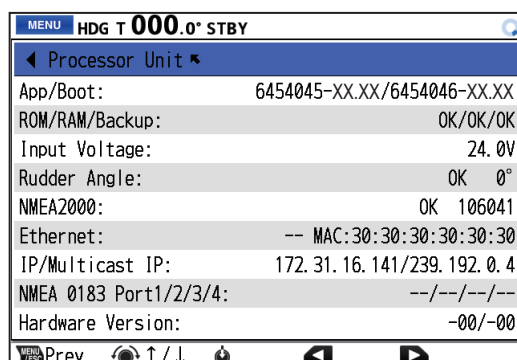 MENU HDG T 000.0° STBY
Processor Unit
App/Boot: 6454045-XX.XX/6454046-XX.XX
ROM/RAM/Backup: OK/OK/OK
Input Voltage: 24.0V
Rudder Angle: OK 0°
NMEA2000: OK 106041
Ethernet: -- MAC:30:30:30:30:30:30
IP/Multicast IP: 172.31.16.141/239.192.0.4
NMEA 0183 Port1/2/3/4: --/--/--/--
Hardware Version: -00/-00
MENU/ESC Prev ↑/↓